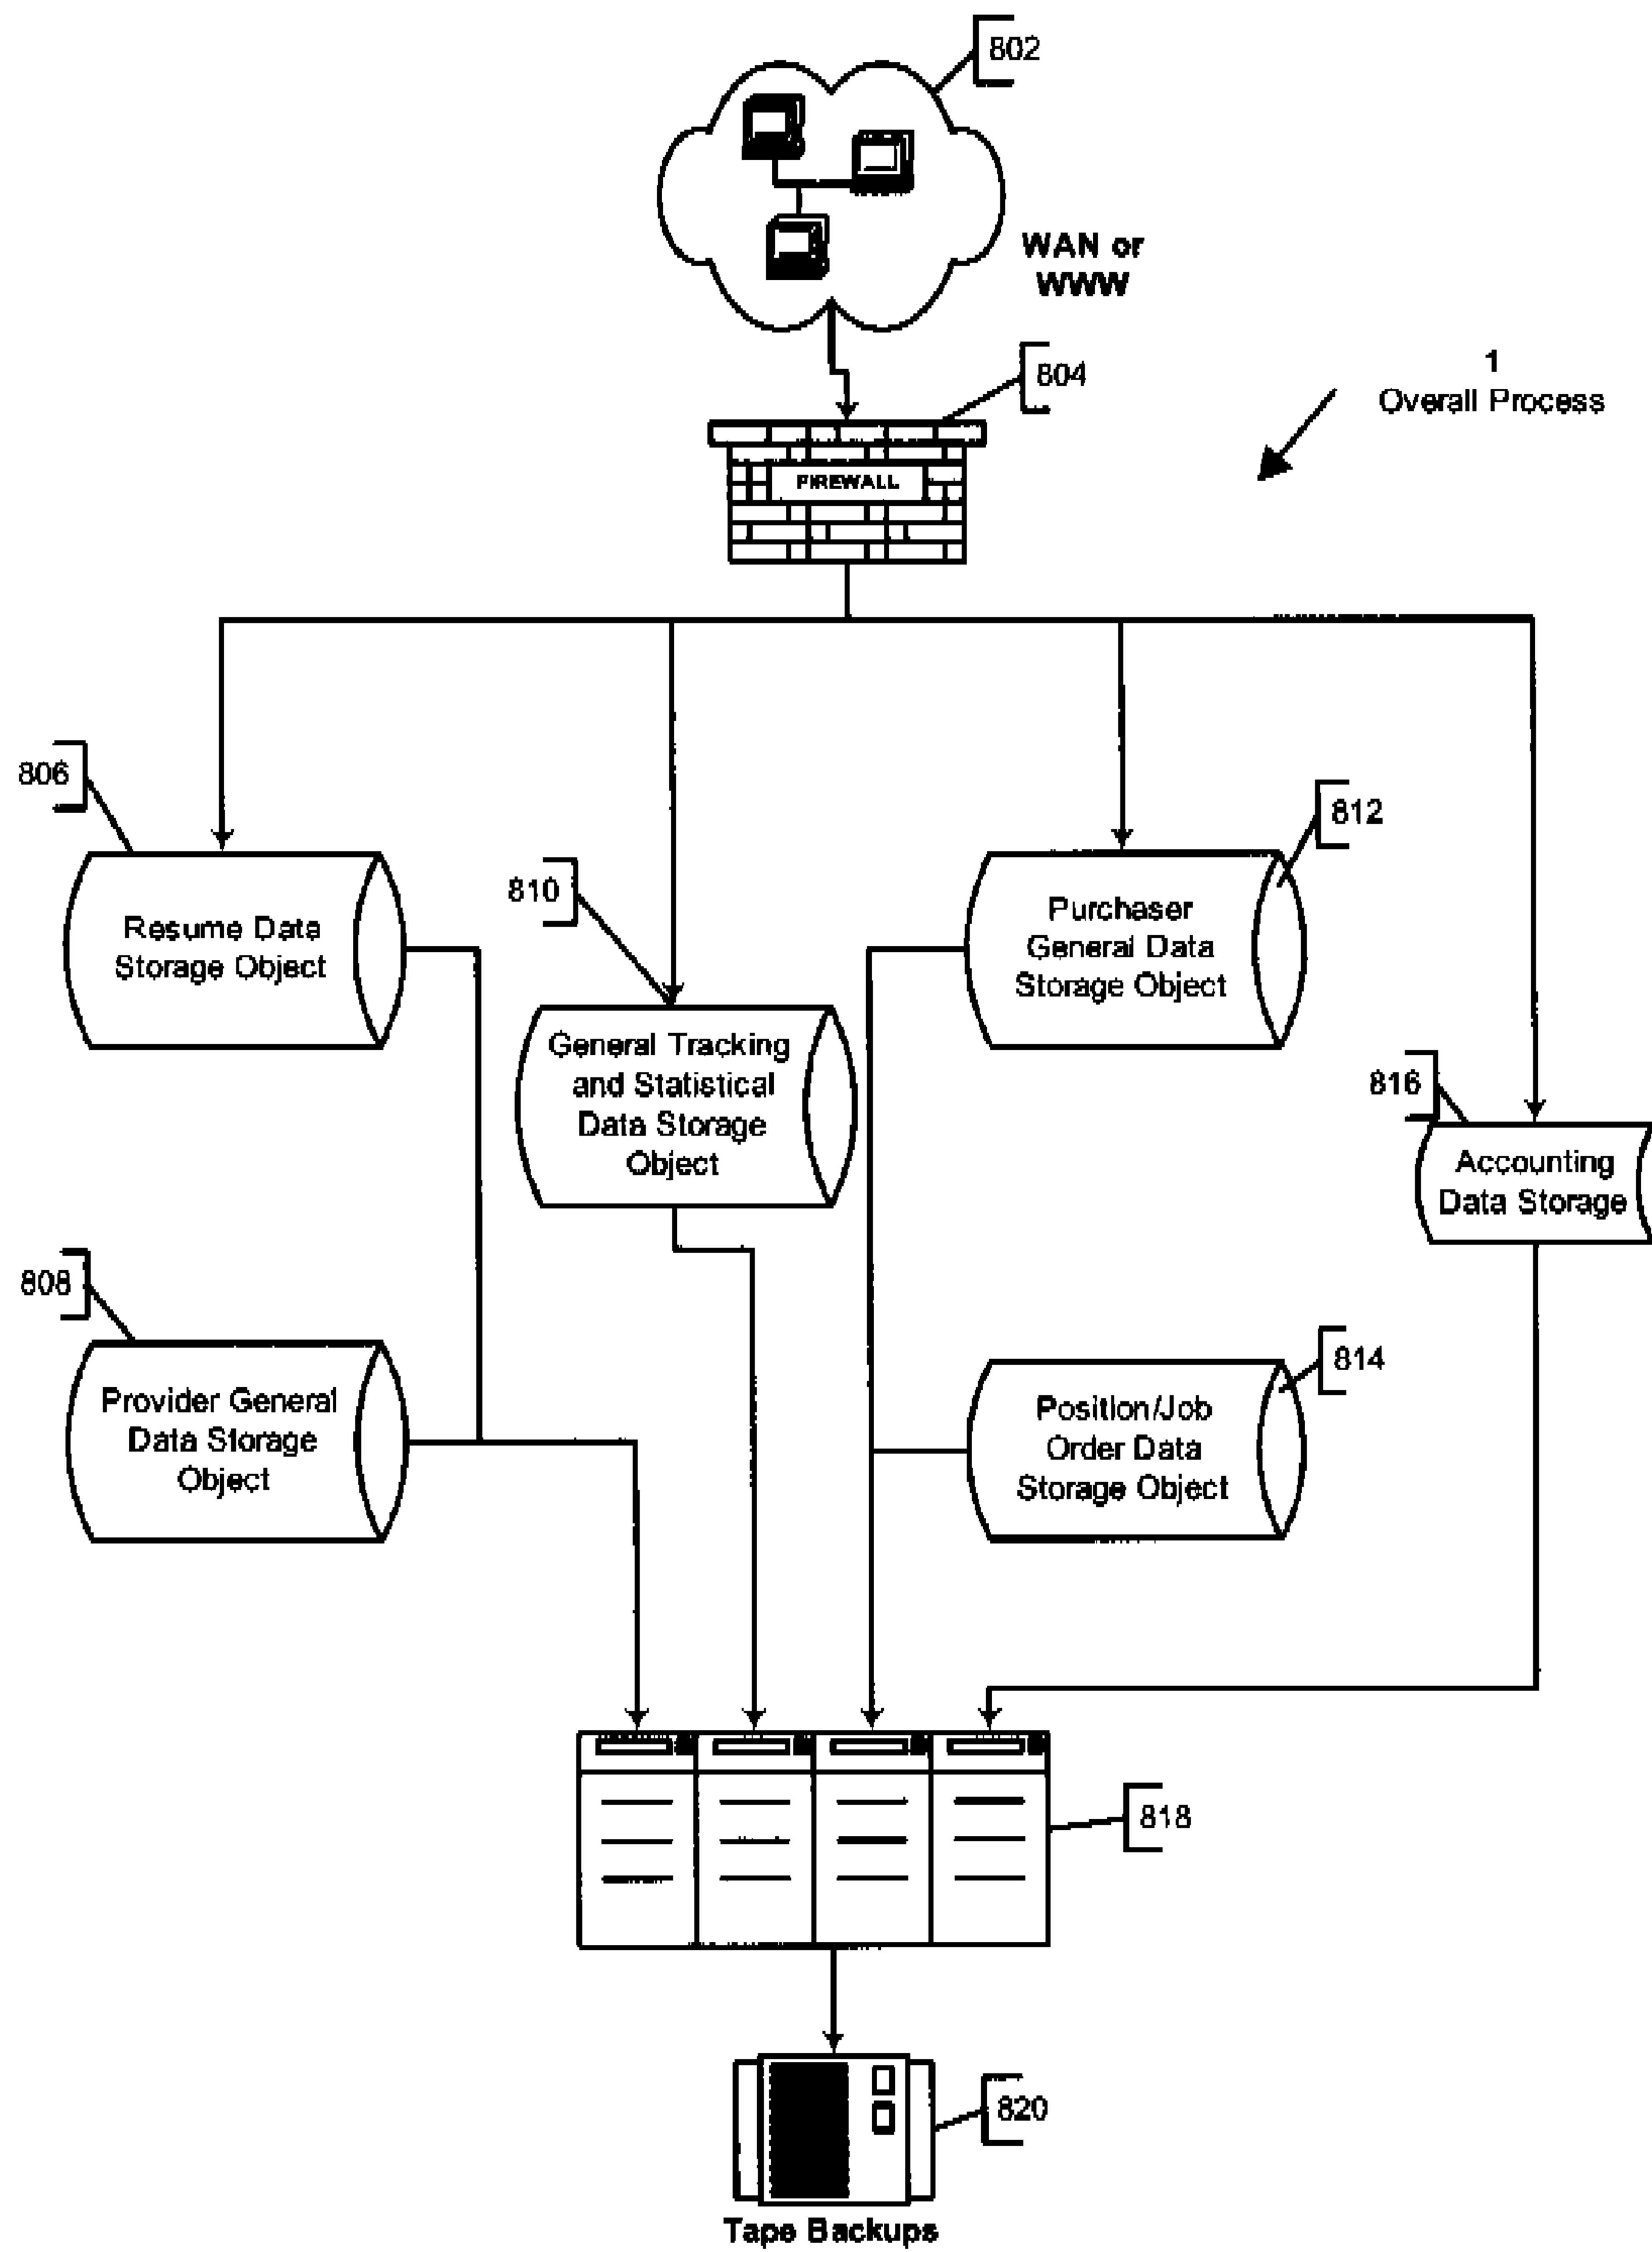 802
WAN or
WWW
804
1
Overall Process
FIREWALL
806
812
810
Resume Data
Storage Object
Purchaser
General Data
Storage Object
General Tracking
and Statistical
Data Storage
Object
816
Accounting
Data Storage
808
814
Provider General
Data Storage
Object
Position/Job
Order Data
Storage Object
818
820
Tape Backups